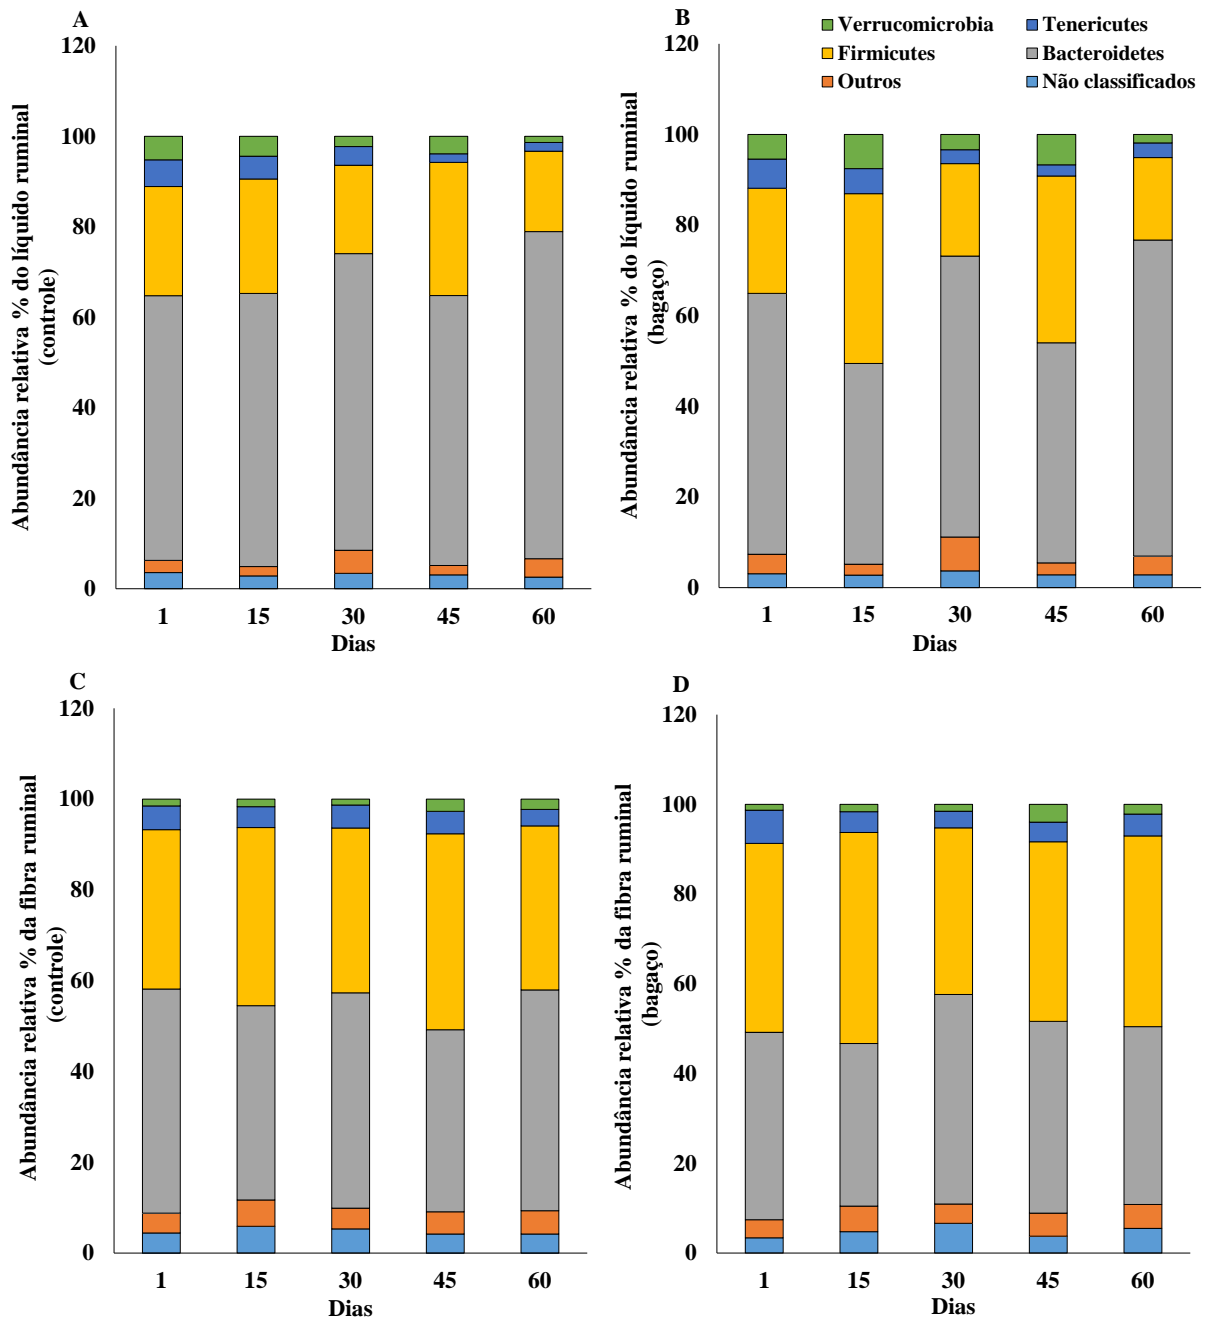 A
120
100
80
60
40
20
0
1 15 30 45 60
Dias
Abundância relativa % do líquido ruminal
(controle)
B
Verrucomicrobia Tenericutes
Firmicutes Bacteroidetes
Outros Não classificados
120
100
80
60
40
20
0
1 15 30 45 60
Dias
Abundância relativa % do líquido ruminal
(bagaço)
C
120
100
80
60
40
20
0
1 15 30 45 60
Dias
Abundância relativa % da fibra ruminal
(controle)
D
120
100
80
60
40
20
0
1 15 30 45 60
Dias
Abundância relativa % da fibra ruminal
(bagaço)